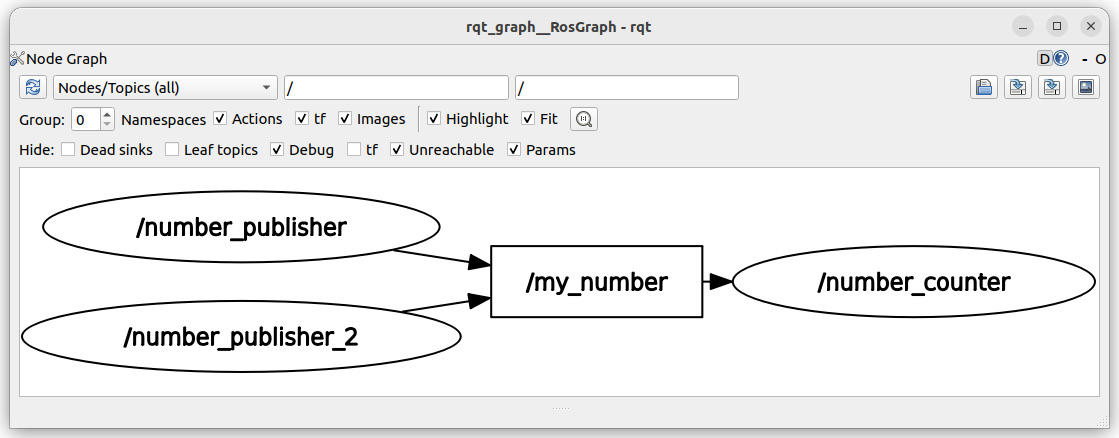 rqt_graph__RosGraph - rqt
Node Graph
D - O
Nodes/Topics (all) / /
Group: 0 Namespaces Actions tf Images Highlight Fit
Hide: Dead sinks Leaf topics Debug tf Unreachable Params
/number_publisher
/my_number
/number_counter
/number_publisher_2